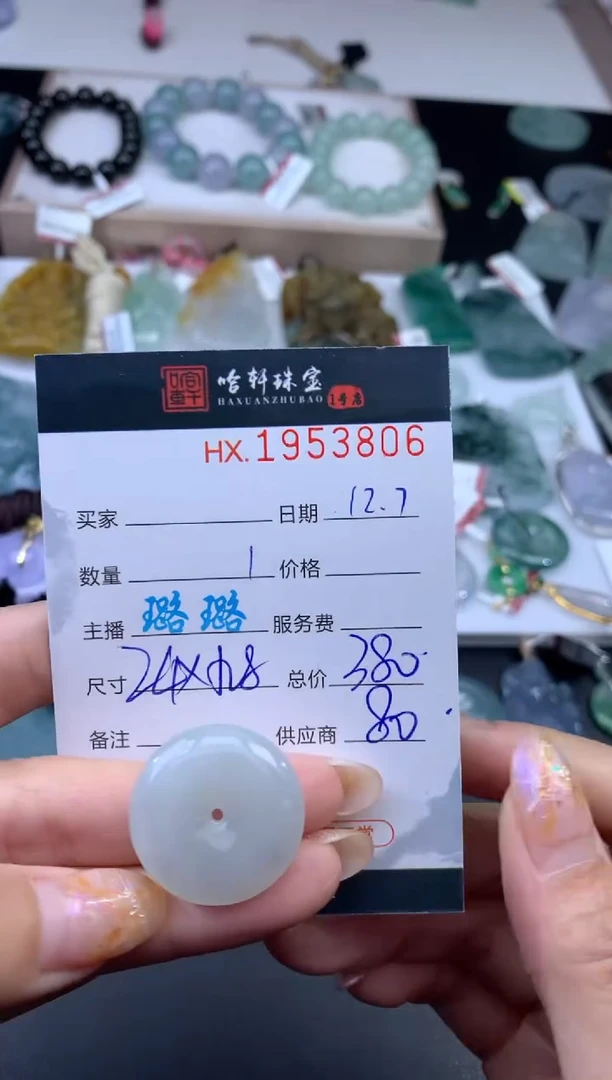 哈轩珠宝
HAXUANZHUBAO 1号店
HX.1953806
买家 日期 12.7
数量 1 价格
主播 璐璐 服务费
尺寸 总价 380
备注 供应商 80